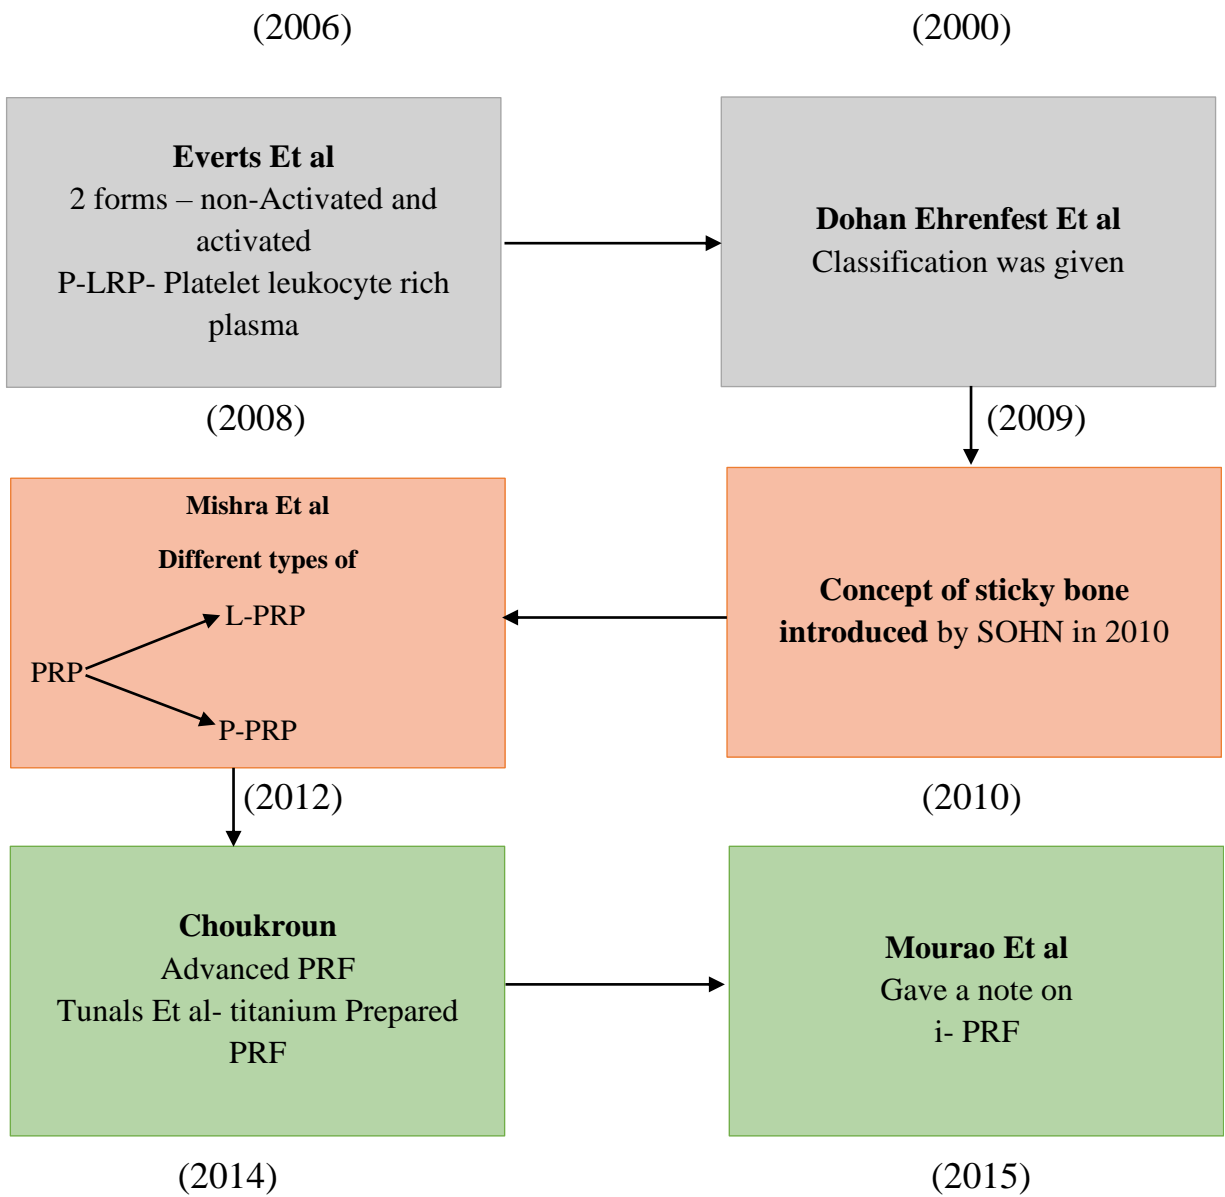 (2006)
(2000)
Everts Et al
2 forms – non-Activated and
activated
P-LRP- Platelet leukocyte rich
plasma
Dohan Ehrenfest Et al
Classification was given
(2008)
(2009)
Mishra Et al
Different types of
L-PRP
PRP
P-PRP
Concept of sticky bone
introduced by SOHN in 2010
(2012)
(2010)
Choukroun
Advanced PRF
Tunals Et al- titanium Prepared
PRF
Mourao Et al
Gave a note on
i- PRF
(2014)
(2015)